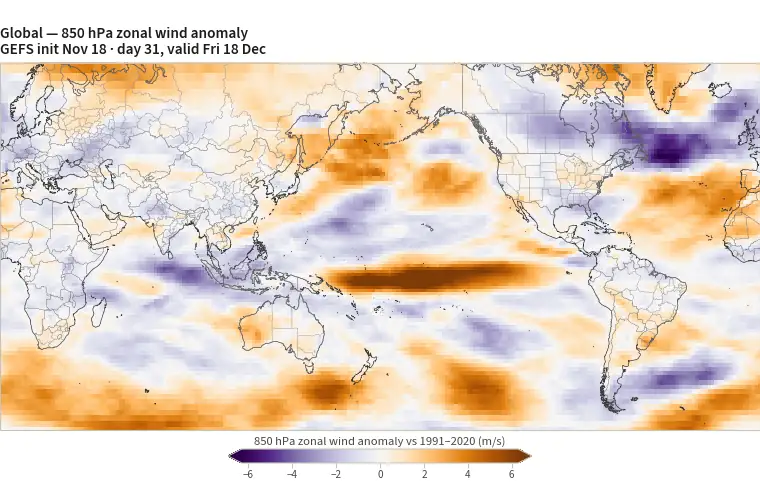 Global — 850 hPa zonal wind anomaly
GEFS init Nov 18 · day 31, valid Fri 18 Dec
850 hPa zonal wind anomaly vs 1991–2020 (m/s)
−6 −4 −2 0 2 4 6